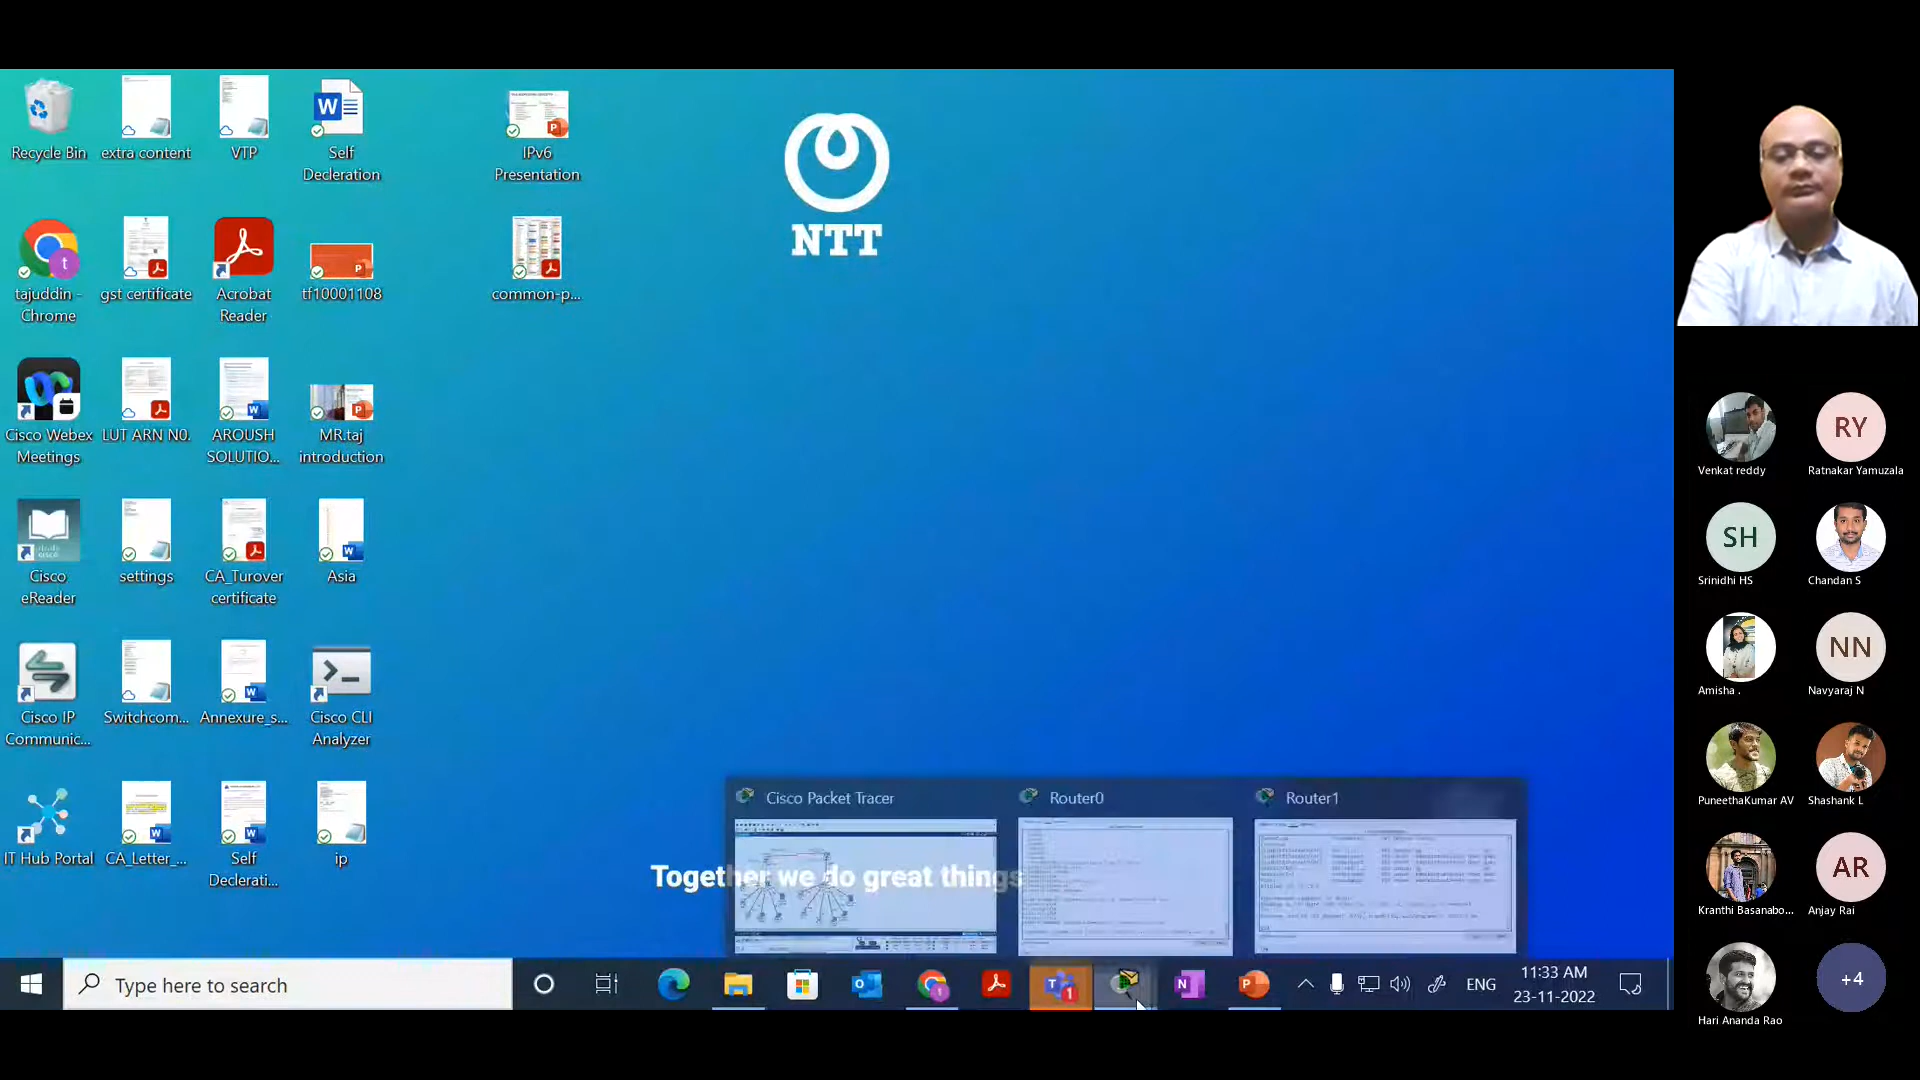 Recycle Bin
extra content
VTP
Self
Decleration
IPv6
Presentation
NTT
tajuddin -
Chrome
gst certificate
Acrobat
Reader
tf10001108
common-p...
Cisco Webex
Meetings
LUT ARN N0.
AROUSH
SOLUTIO...
MR.taj
introduction
Cisco
eReader
settings
CA_Turover
certificate
Asia
Cisco IP
Communic...
Switchcom...
Annexure_s...
Cisco CLI
Analyzer
IT Hub Portal
CA_Letter_...
Self
Declerati...
ip
Cisco Packet Tracer
Router0
Router1
Together we do great things
Type here to search
ENG
11:33 AM
23-11-2022
Venkat reddy
RY
Ratnakar Yamuzala
SH
Srinidhi HS
Chandan S
Amisha .
NN
Navyaraj N
PuneethaKumar AV
Shashank L
Kranthi Basanabo...
AR
Anjay Rai
Hari Ananda Rao
+4